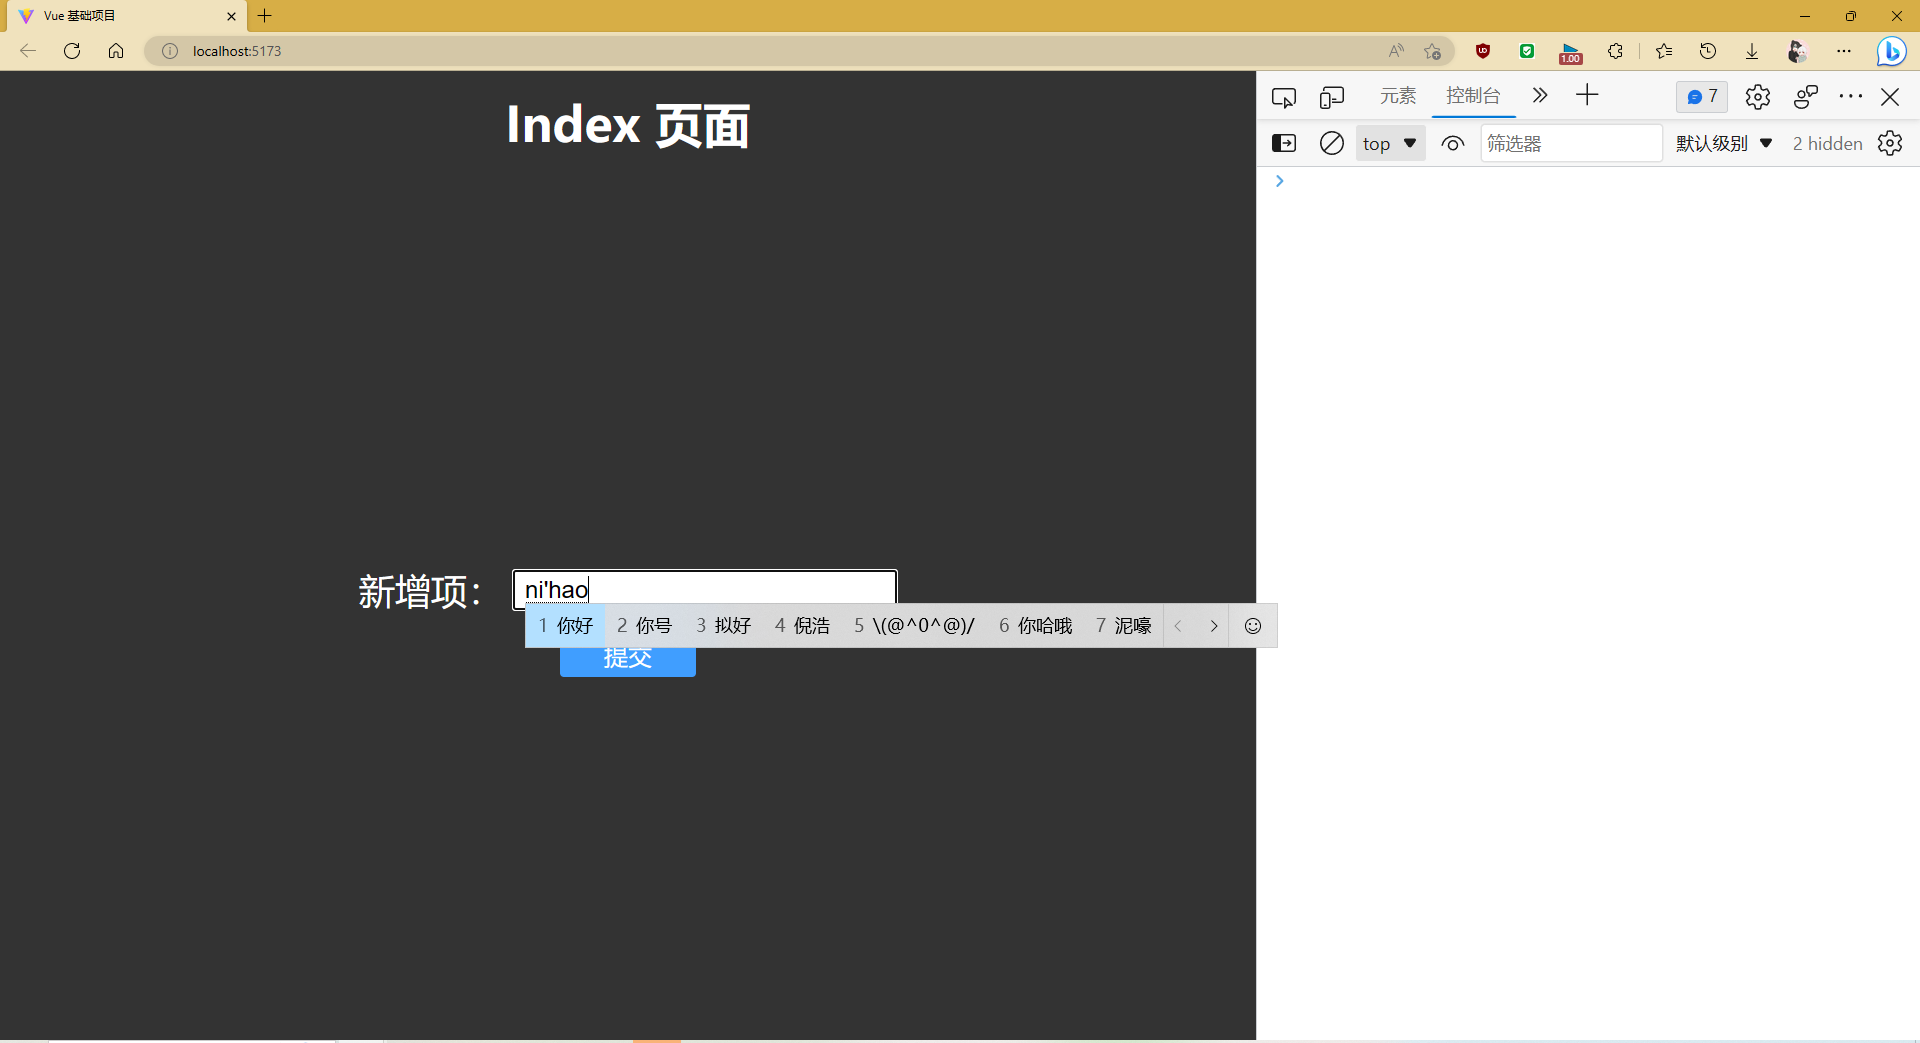 Vue 基础项目
localhost:5173
1.00
元素 控制台 7
top 筛选器 默认级别 2 hidden
Index 页面
新增项： ni'hao
1 你好 2 你号 3 拟好 4 倪浩 5 \(@^0^@)/ 6 你哈哦 7 泥嚎
提交